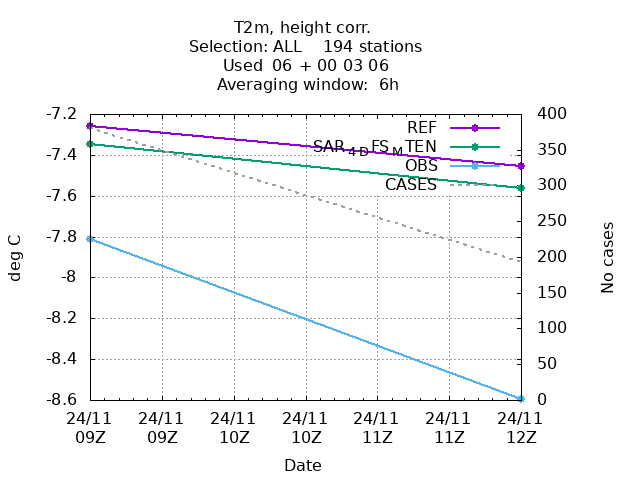 T2m, height corr.
Selection: ALL 194 stations
Used 06 + 00 03 06
Averaging window: 6h
-7.2
-7.4
-7.6
-7.8
-8
-8.2
-8.4
-8.6
deg C
REF
SAR4DFSMTEN
OBS
CASES
400
350
300
250
200
150
100
50
0
No cases
24/11 24/11 24/11 24/11 24/11 24/11 24/11
09Z 09Z 10Z 10Z 11Z 11Z 12Z
Date